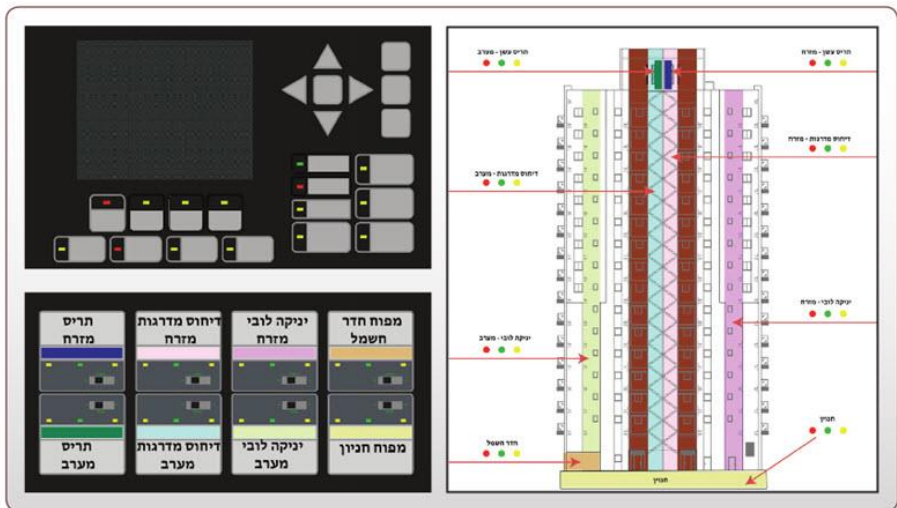 תריס עשן - מערב
תריס עשן - מזרח
דיחוס מדרגות - מזרח
דיחוס מדרגות - מערב
יניקה לובי - מזרח
יניקה לובי - מערב
חניון
חדר חשמל
חניון
תריס
מזרח
דיחוס מדרגות
מזרח
יניקה לובי
מזרח
מפוח חדר
חשמל
תריס
מערב
דיחוס מדרגות
מערב
יניקה לובי
מערב
מפוח חניון